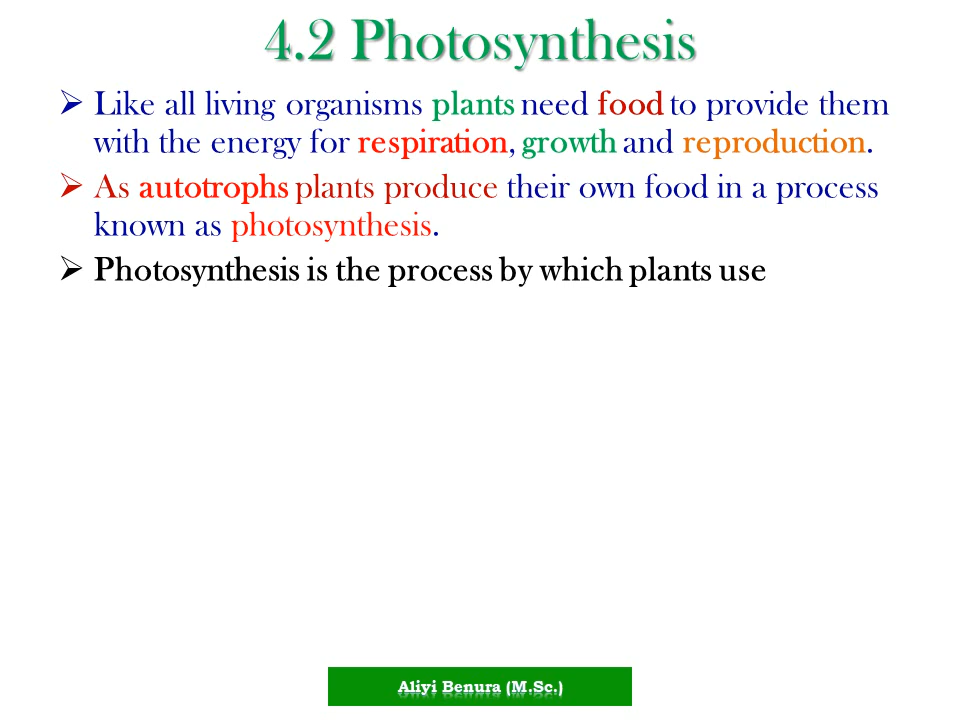 4.2 Photosynthesis
➢ Like all living organisms plants need food to provide them
with the energy for respiration, growth and reproduction.
➢ As autotrophs plants produce their own food in a process
known as photosynthesis.
➢ Photosynthesis is the process by which plants use
Aliyi Benura (M.Sc.)